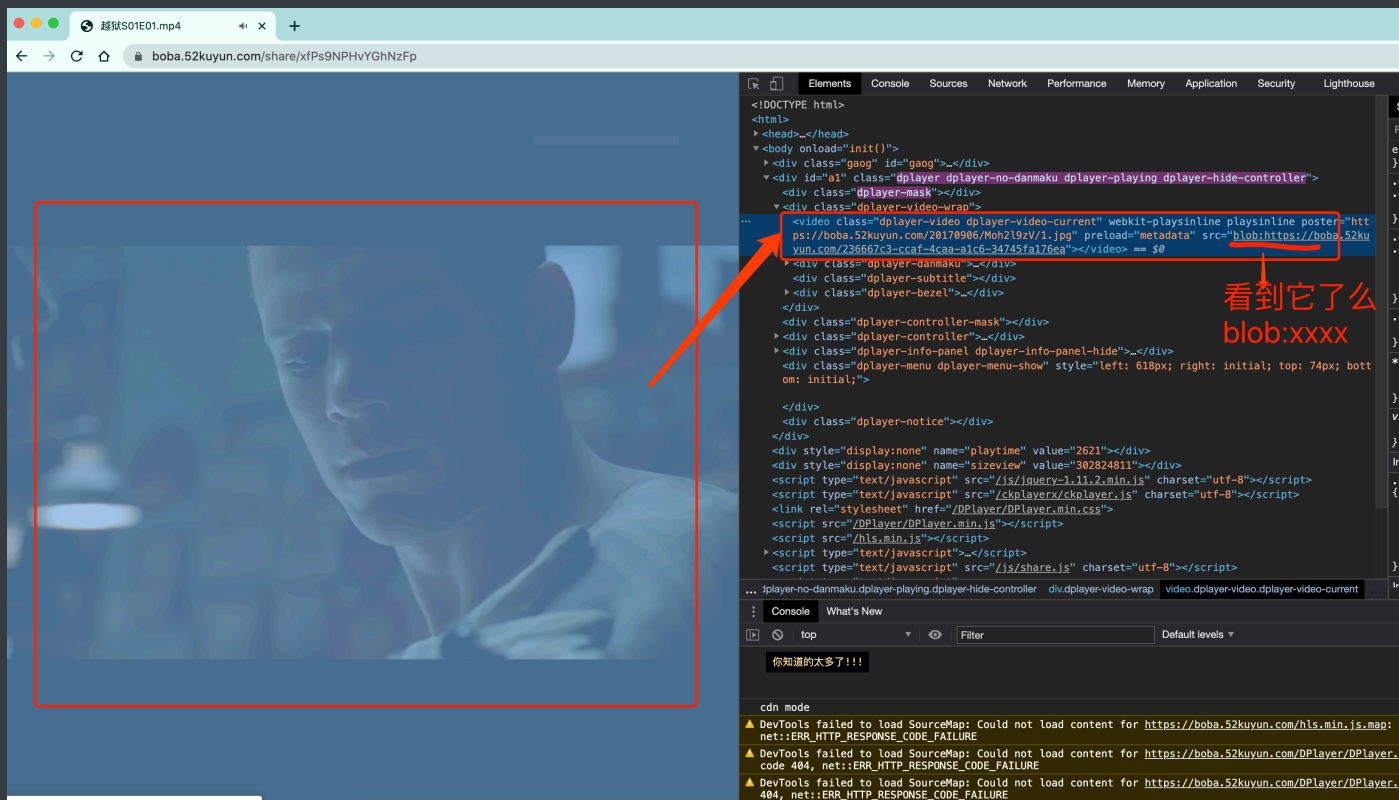 越狱S01E01.mp4
boba.52kuyun.com/share/xfPs9NPHvYGhNzFp
Elements Console Sources Network Performance Memory Application Security Lighthouse
<!DOCTYPE html>
<html>
<head>…</head>
<body onload="init()">
<div class="gaog" id="gaog">…</div>
<div id="a1" class="dplayer dplayer-no-danmaku dplayer-playing dplayer-hide-controller">
<div class="dplayer-mask"></div>
<div class="dplayer-video-wrap">
<video class="dplayer-video dplayer-video-current" webkit-playsinline playsinline poster="htt
ps://boba.52kuyun.com/20170906/Moh2l9zV/1.jpg" preload="metadata" src="blob:https://boba.52ku
yun.com/236667c3-ccaf-4caa-a1c6-34745fa176ea"></video> == $0
<div class="dplayer-danmaku">…</div>
<div class="dplayer-subtitle"></div>
<div class="dplayer-bezel">…</div>
</div>
看到它了么
blob:xxxx
<div class="dplayer-controller-mask"></div>
<div class="dplayer-controller">…</div>
<div class="dplayer-info-panel dplayer-info-panel-hide">…</div>
<div class="dplayer-menu dplayer-menu-show" style="left: 618px; right: initial; top: 74px; bott
om: initial;">
</div>
<div class="dplayer-notice"></div>
</div>
<div style="display:none" name="playtime" value="2621"></div>
<div style="display:none" name="sizeview" value="302824811"></div>
<script type="text/javascript" src="/js/jquery-1.11.2.min.js" charset="utf-8"></script>
<script type="text/javascript" src="/ckplayerx/ckplayer.js" charset="utf-8"></script>
<link rel="stylesheet" href="/DPlayer/DPlayer.min.css">
<script src="/DPlayer/DPlayer.min.js"></script>
<script src="/hls.min.js"></script>
<script type="text/javascript">…</script>
<script type="text/javascript" src="/js/share.js" charset="utf-8"></script>
… dplayer-no-danmaku.dplayer-playing.dplayer-hide-controller div.dplayer-video-wrap video.dplayer-video.dplayer-video-current
Console What's New
top Filter Default levels
你知道的太多了!!!
cdn mode
DevTools failed to load SourceMap: Could not load content for https://boba.52kuyun.com/hls.min.js.map:
net::ERR_HTTP_RESPONSE_CODE_FAILURE
DevTools failed to load SourceMap: Could not load content for https://boba.52kuyun.com/DPlayer/DPlayer.
code 404, net::ERR_HTTP_RESPONSE_CODE_FAILURE
DevTools failed to load SourceMap: Could not load content for https://boba.52kuyun.com/DPlayer/DPlayer.
404, net::ERR_HTTP_RESPONSE_CODE_FAILURE